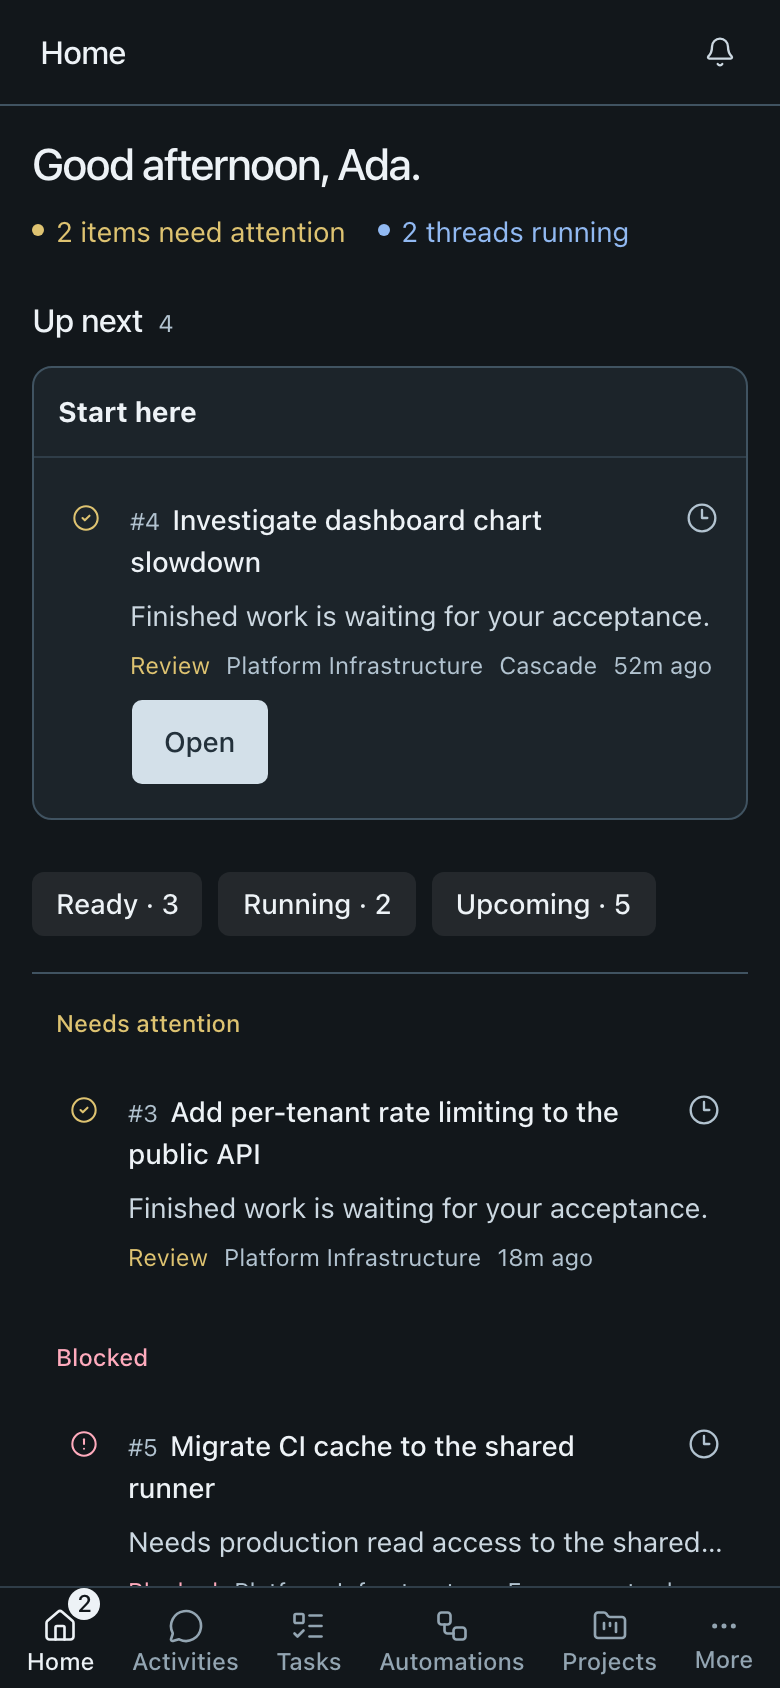 Home
Good afternoon, Ada.
2 items need attention 2 threads running
Up next 4
Start here
#4 Investigate dashboard chart
slowdown
Finished work is waiting for your acceptance.
Review Platform Infrastructure Cascade 52m ago
Open
Ready · 3 Running · 2 Upcoming · 5
Needs attention
#3 Add per-tenant rate limiting to the
public API
Finished work is waiting for your acceptance.
Review Platform Infrastructure 18m ago
Blocked
#5 Migrate CI cache to the shared
runner
Needs production read access to the shared...
2
Home Activities Tasks Automations Projects More